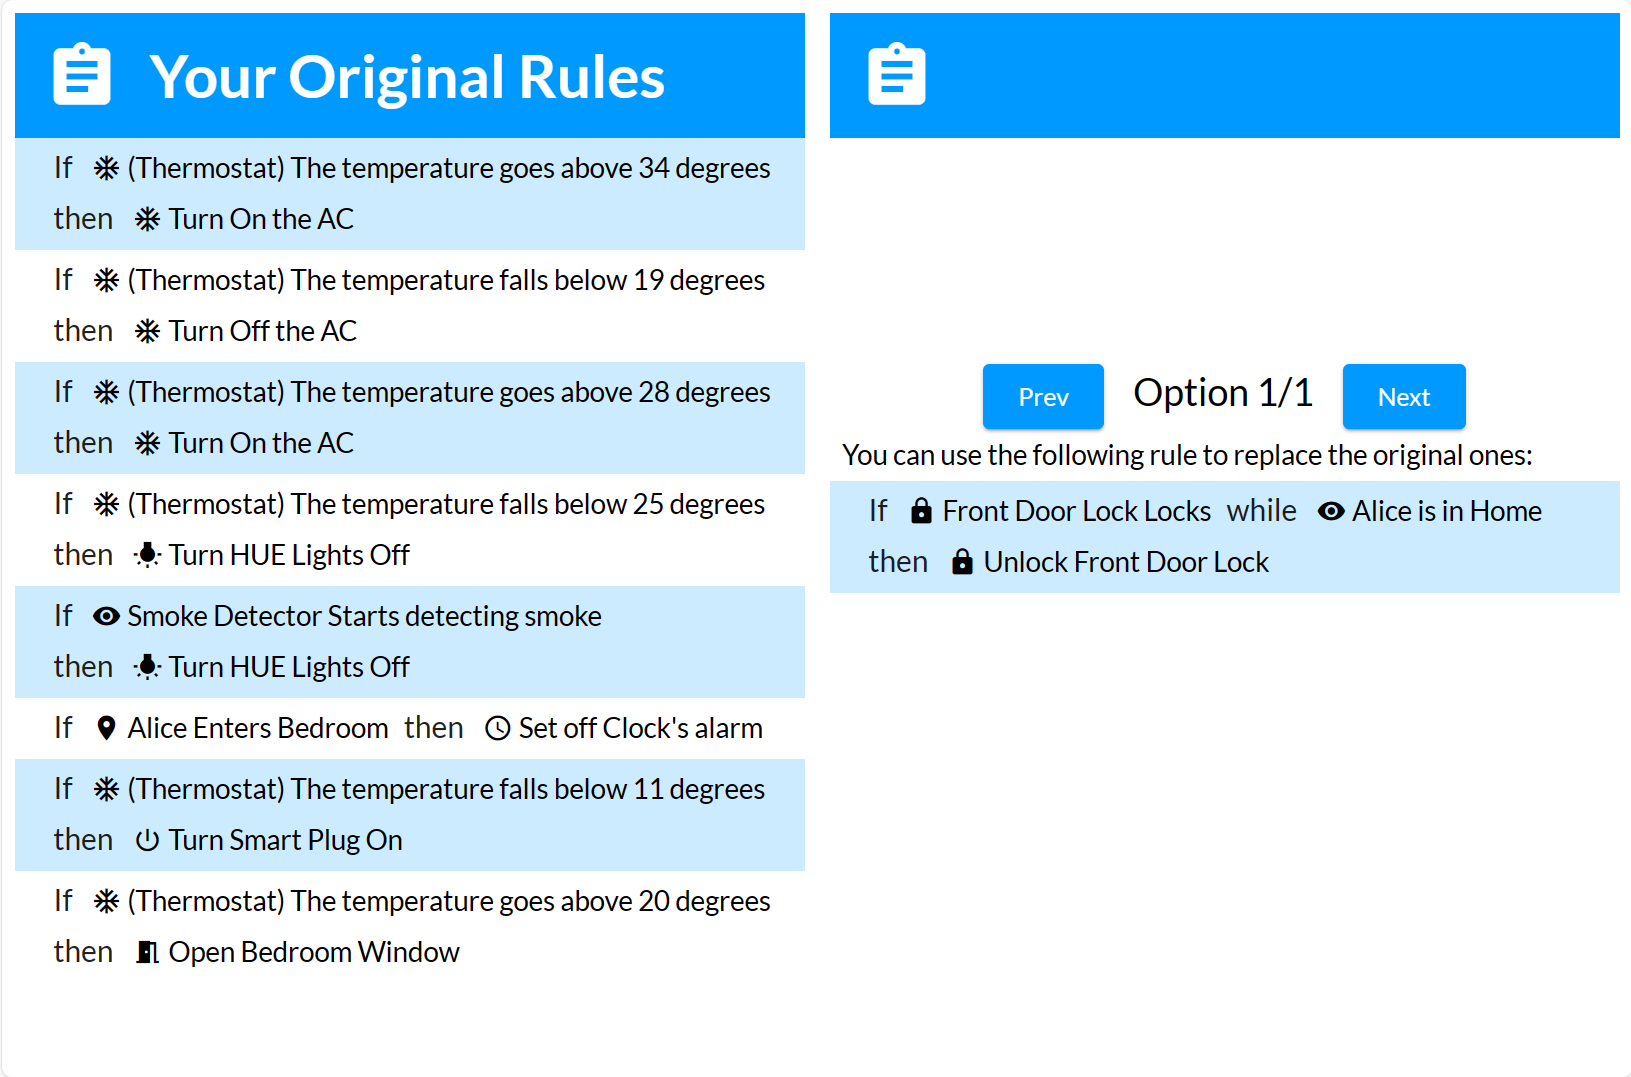 Your Original Rules
If (Thermostat) The temperature goes above 34 degrees
then Turn On the AC
If (Thermostat) The temperature falls below 19 degrees
then Turn Off the AC
If (Thermostat) The temperature goes above 28 degrees
then Turn On the AC
If (Thermostat) The temperature falls below 25 degrees
then Turn HUE Lights Off
If Smoke Detector Starts detecting smoke
then Turn HUE Lights Off
If Alice Enters Bedroom then Set off Clock's alarm
If (Thermostat) The temperature falls below 11 degrees
then Turn Smart Plug On
If (Thermostat) The temperature goes above 20 degrees
then Open Bedroom Window
Prev Option 1/1 Next
You can use the following rule to replace the original ones:
If Front Door Lock Locks while Alice is in Home
then Unlock Front Door Lock